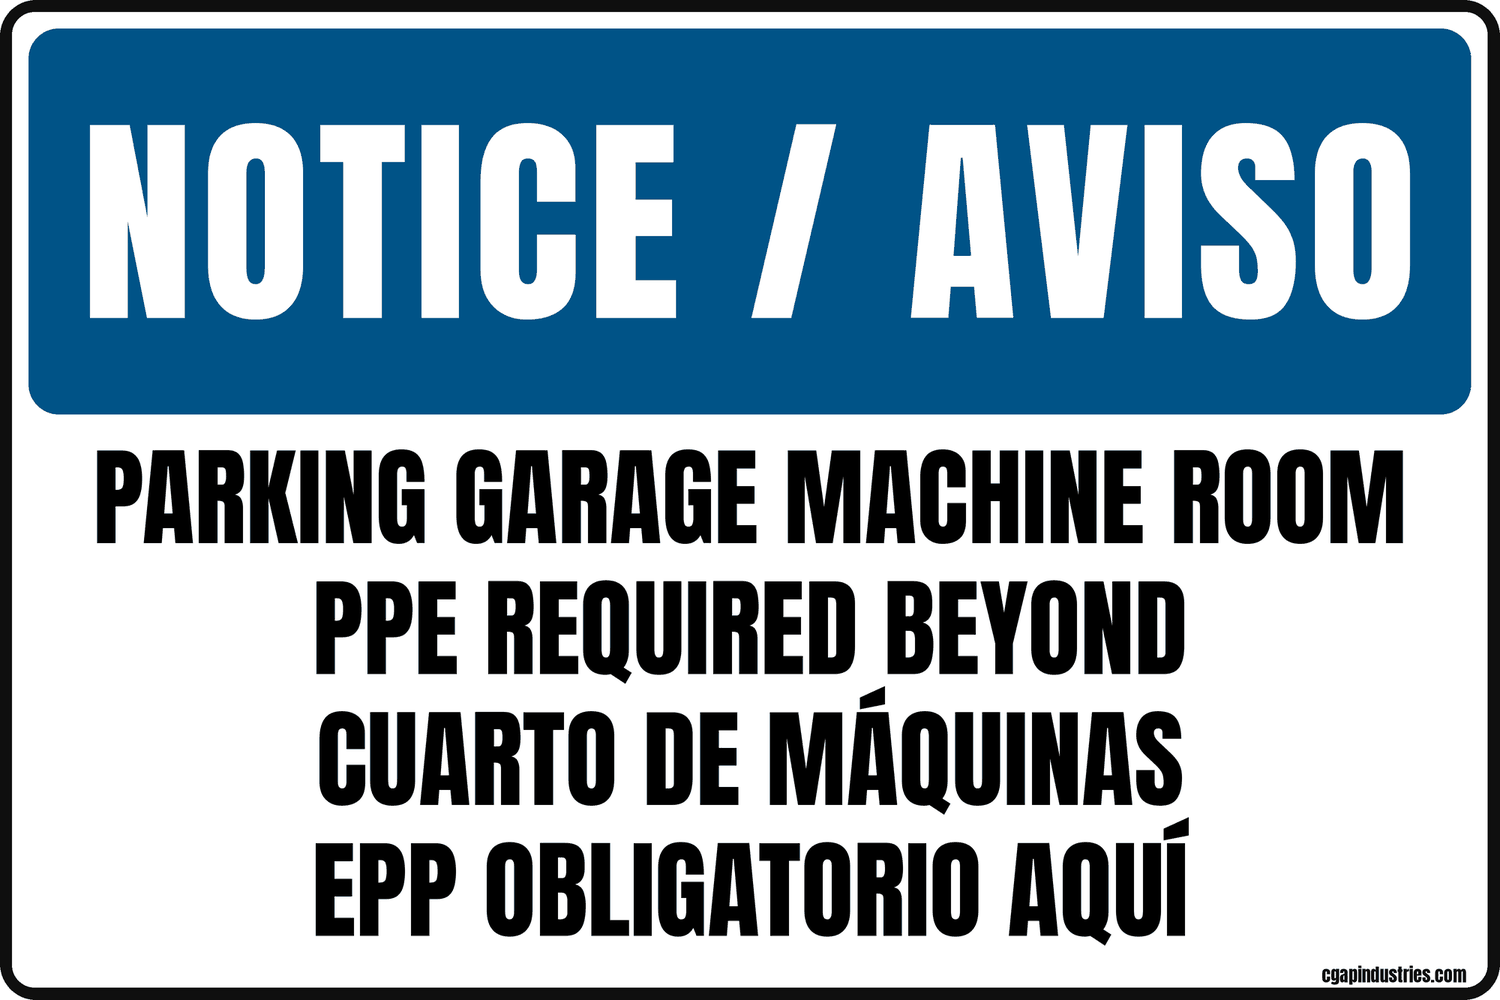 NOTICE / AVISO
PARKING GARAGE MACHINE ROOM
PPE REQUIRED BEYOND
CUARTO DE MÁQUINAS
EPP OBLIGATORIO AQUÍ
cgapindustries.com